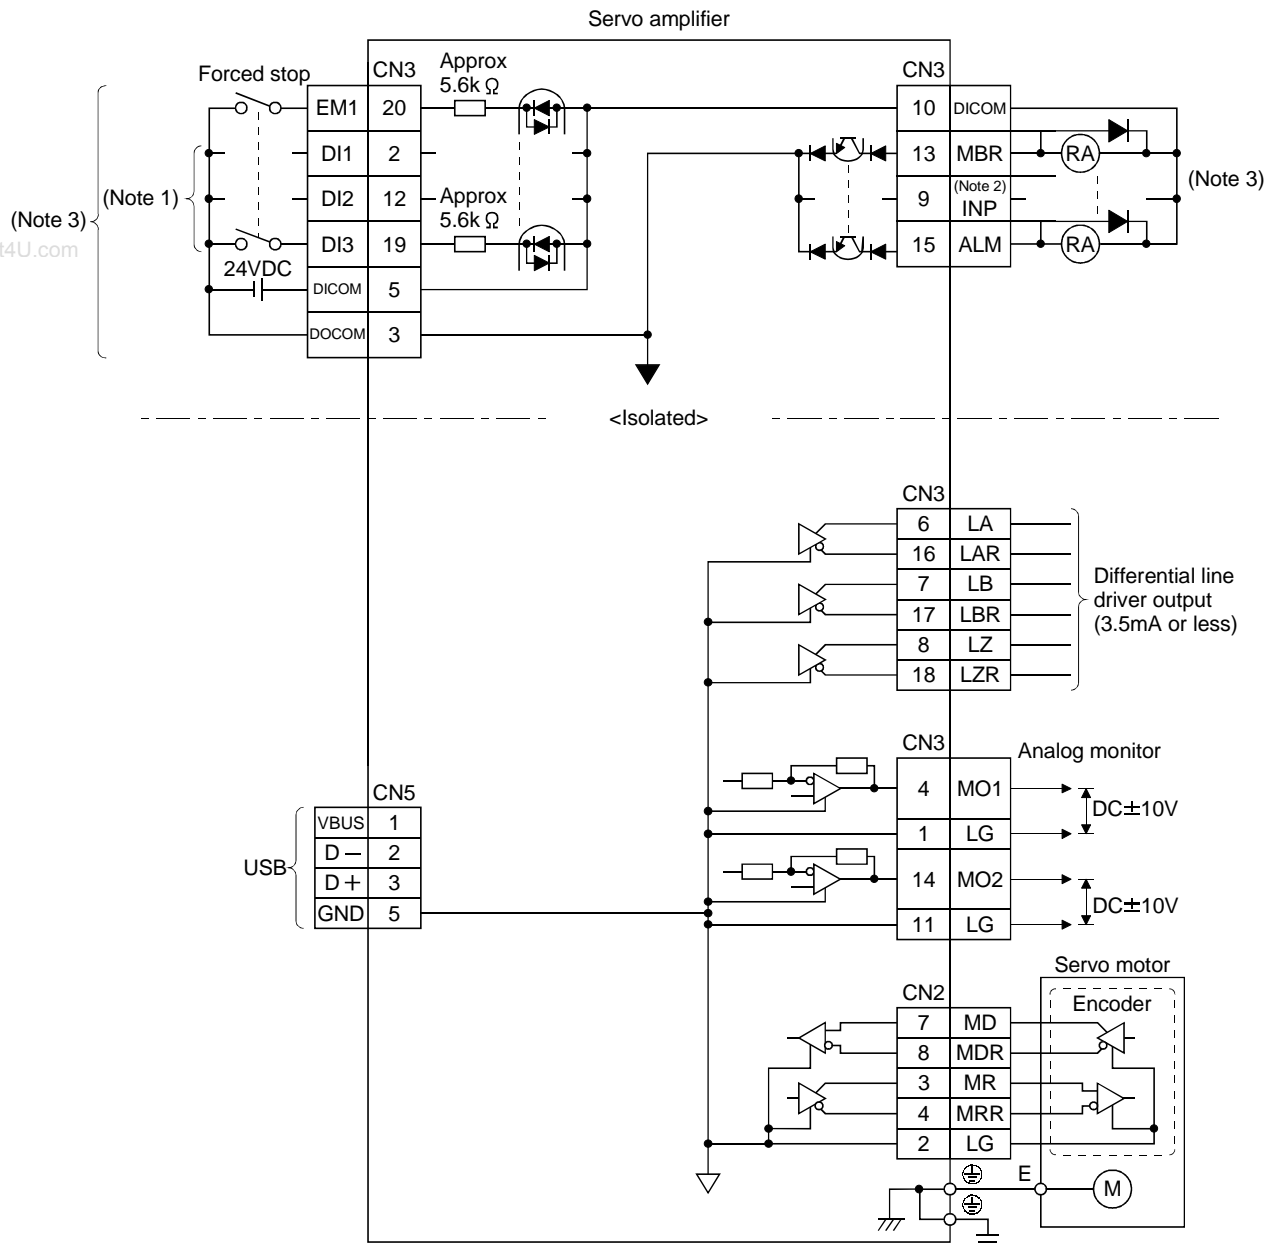 Servo amplifier
Forced stop
CN3
Approx
5.6k Ω
EM1 20
DI1 2
DI2 12
Approx
5.6k Ω
DI3 19
24VDC
DICOM 5
DOCOM 3
(Note 1)
(Note 3)
t4U.com
CN3
10 DICOM
13 MBR
RA
9 (Note 2)
INP
15 ALM
RA
(Note 3)
<Isolated>
CN3
6 LA
16 LAR
7 LB
17 LBR
8 LZ
18 LZR
Differential line
driver output
(3.5mA or less)
CN3
Analog monitor
4 MO1
DC±10V
1 LG
14 MO2
DC±10V
11 LG
CN5
VBUS 1
D− 2
D+ 3
GND 5
USB
Servo motor
Encoder
CN2
7 MD
8 MDR
3 MR
4 MRR
2 LG
E
M